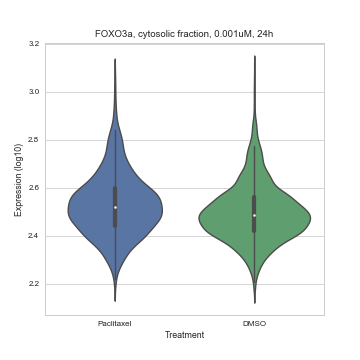 FOXO3a, cytosolic fraction, 0.001uM, 24h
3.2
3.0
2.8
2.6
2.4
2.2
Expression (log10)
Paclitaxel DMSO
Treatment